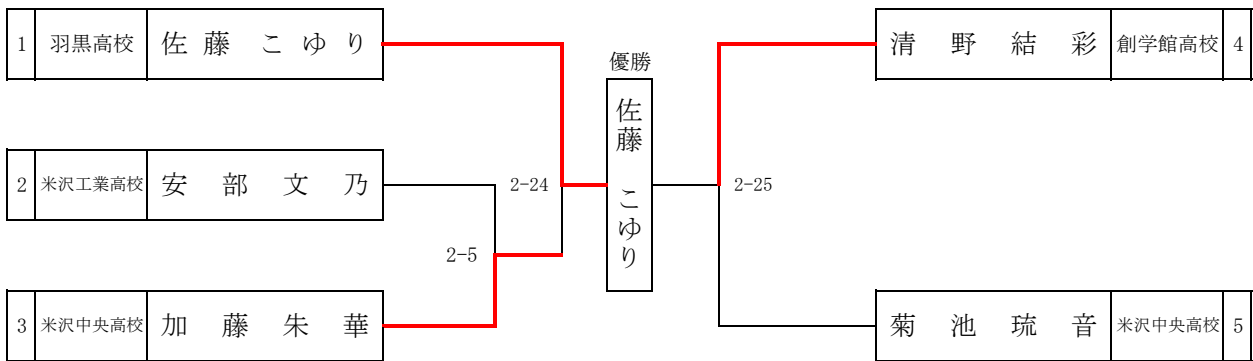 1 羽黒高校 佐藤こゆり
2 米沢工業高校 安部文乃
3 米沢中央高校 加藤朱華
2-5
2-24
優勝
佐藤 こゆり
2-25
清野結彩 創学館高校 4
菊池琉音 米沢中央高校 5